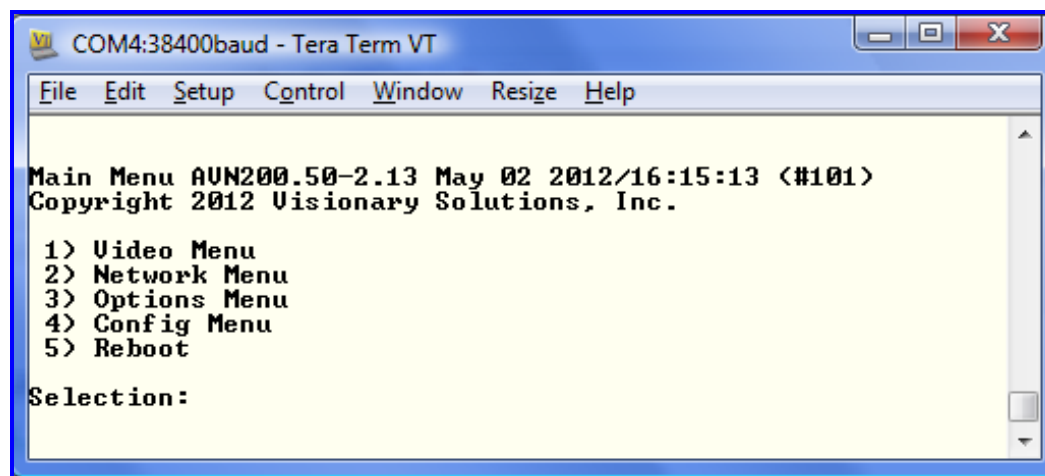 COM4:38400baud - Tera Term VT
File Edit Setup Control Window Resize Help
Main Menu AVN200.50-2.13 May 02 2012/16:15:13 (#101)
Copyright 2012 Visionary Solutions, Inc.
1) Video Menu
2) Network Menu
3) Options Menu
4) Config Menu
5) Reboot
Selection: